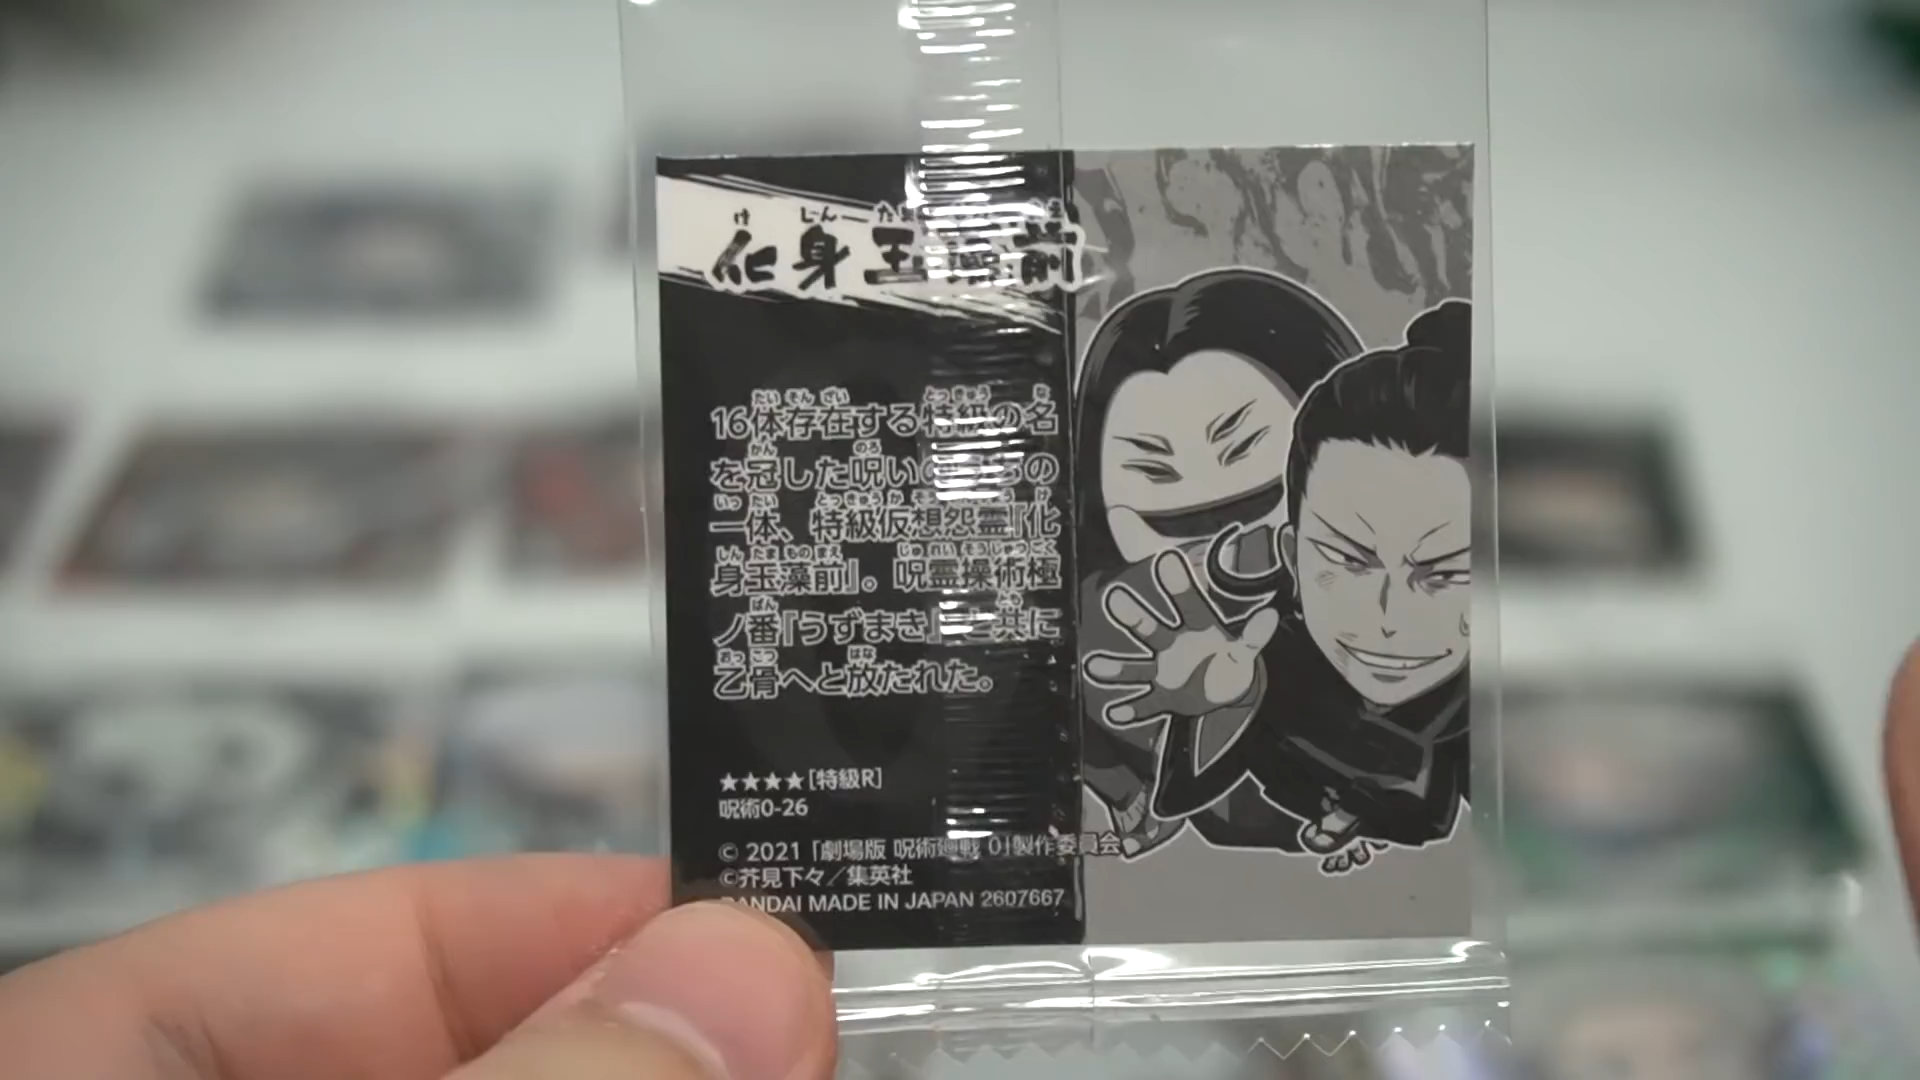 化身玉藻前
16体存在する特級の名
を冠した呪いのうちの
一体、特級仮想怨霊『化
身玉藻前』。呪霊操術極
ノ番『うずまき』と共に
乙骨へと放たれた。
★★★★[特級R]
呪術0-26
© 2021「劇場版 呪術廻戦 0」製作委員会
©芥見下々／集英社
BANDAI MADE IN JAPAN 2607667